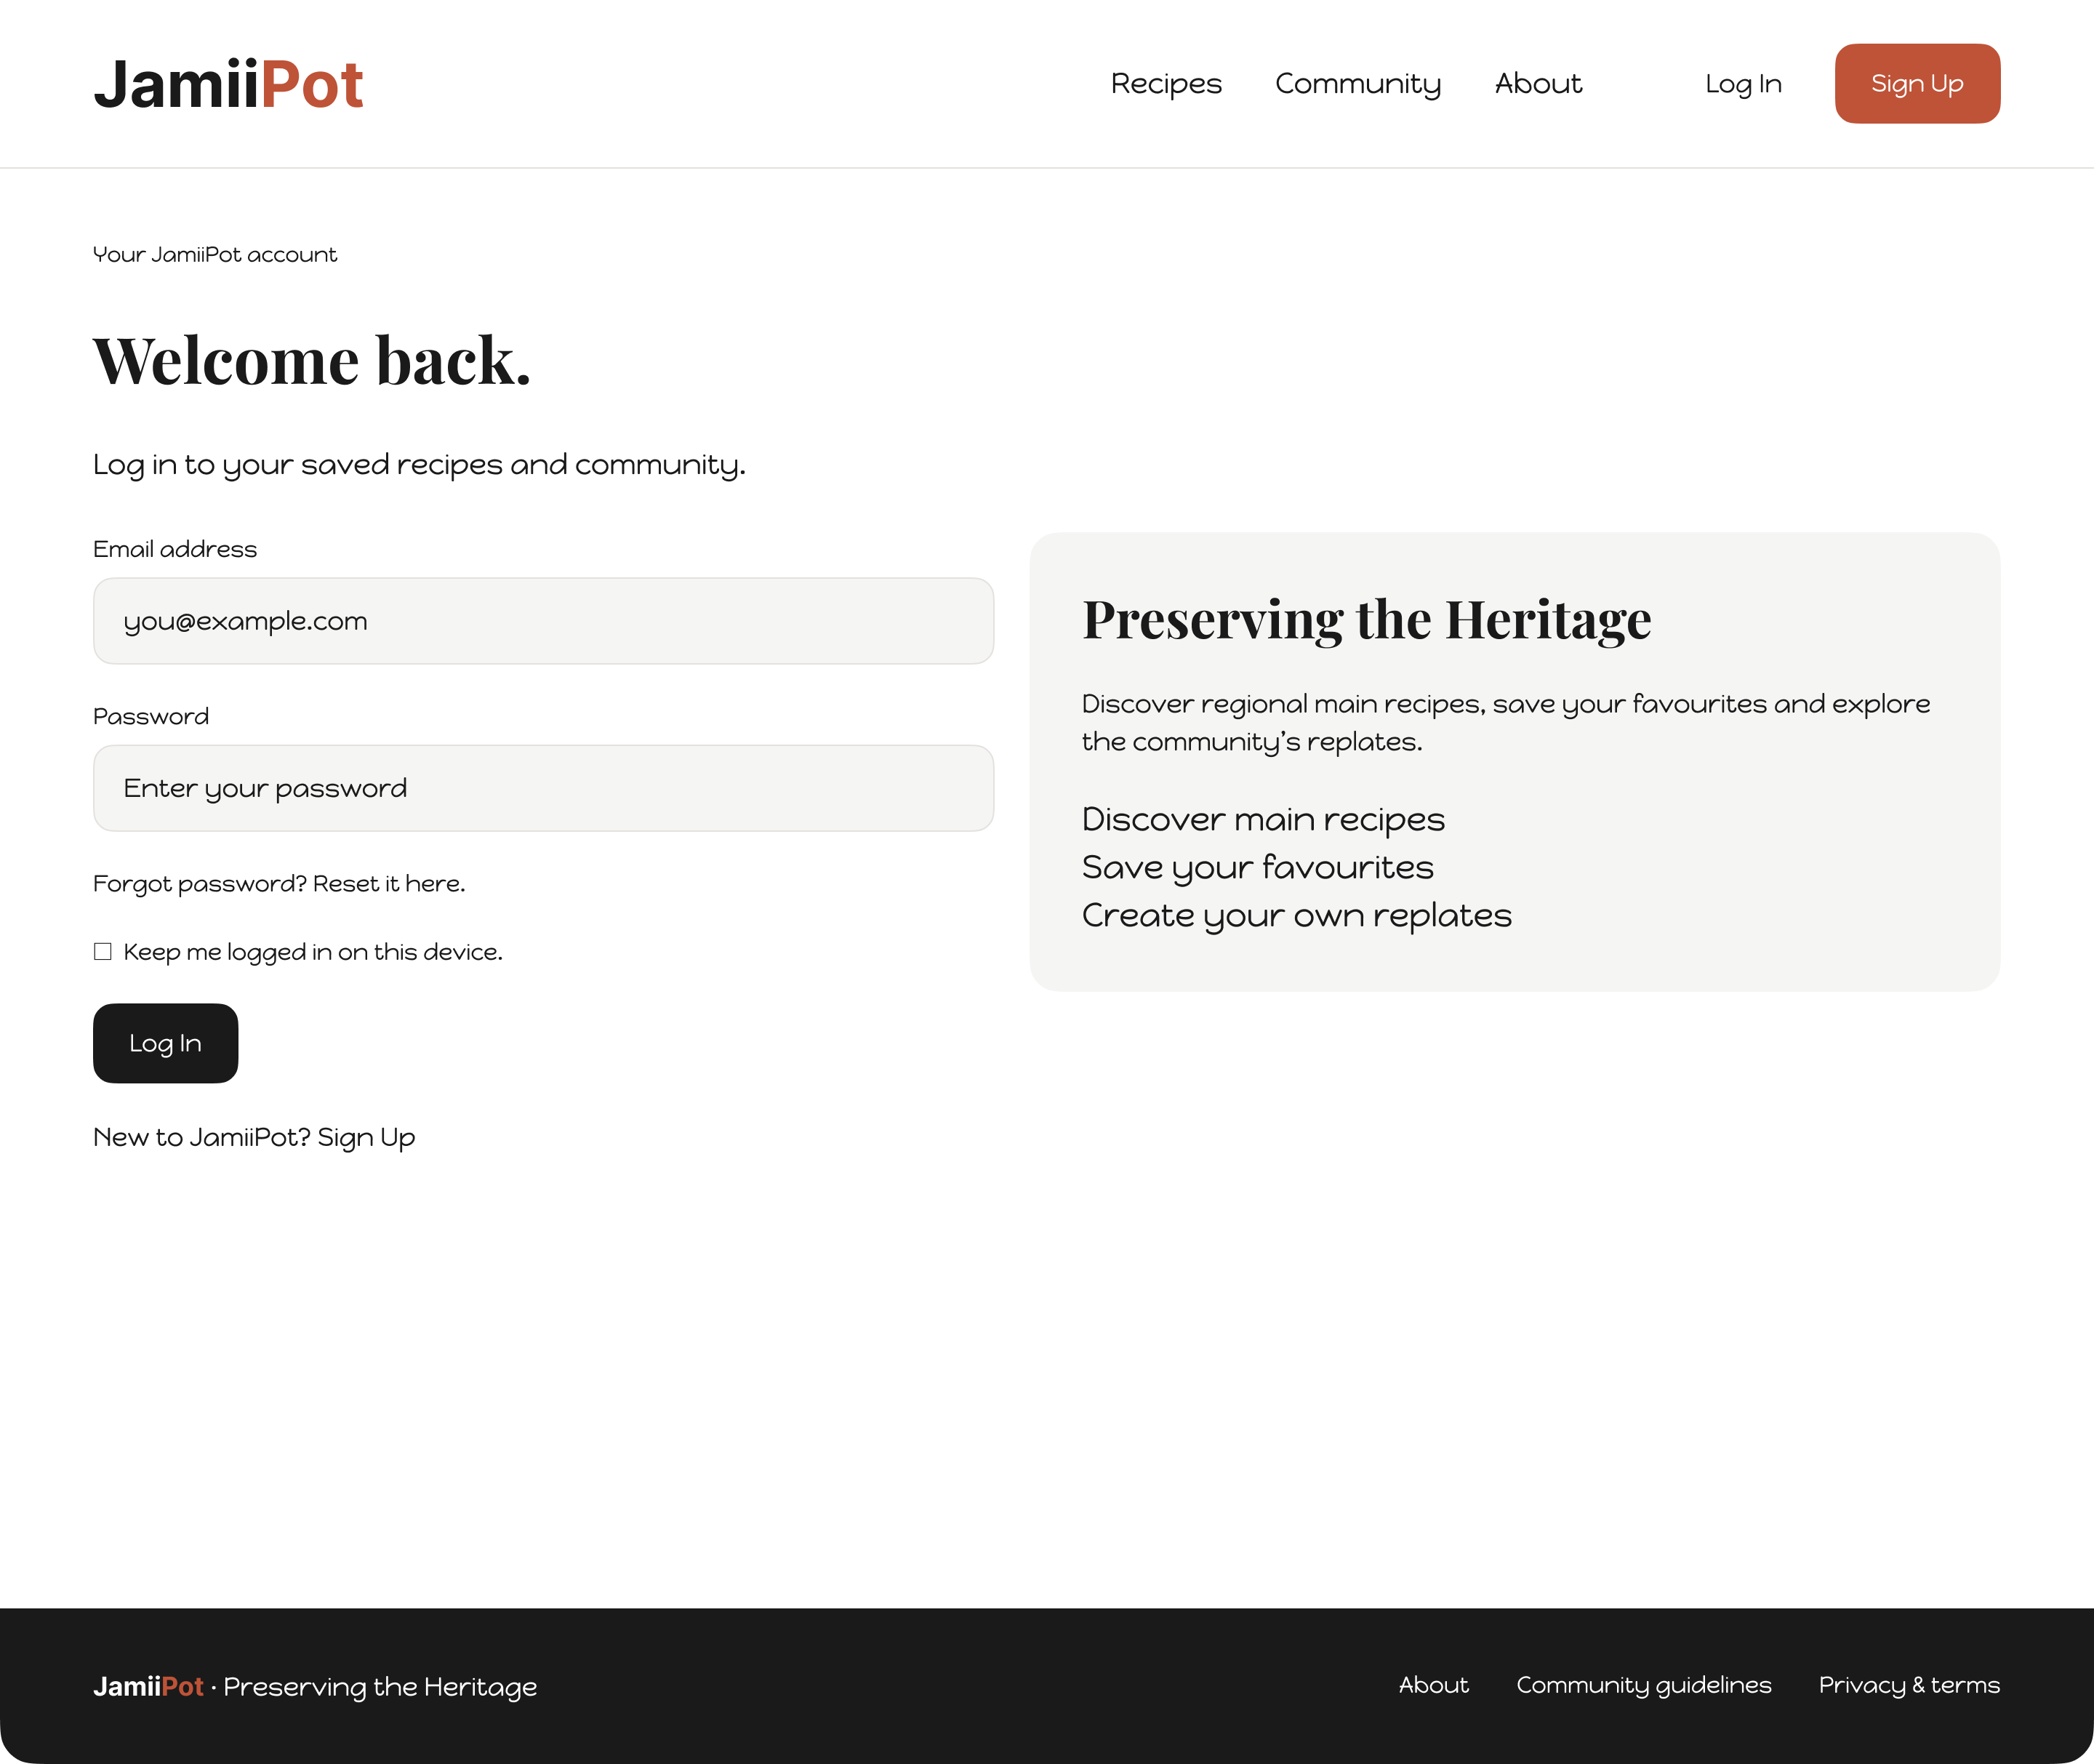 JamiiPot
Recipes Community About Log In Sign Up
Your JamiiPot account
Welcome back.
Log in to your saved recipes and community.
Email address
you@example.com
Password
Enter your password
Forgot password? Reset it here.
Keep me logged in on this device.
Log In
New to JamiiPot? Sign Up
Preserving the Heritage
Discover regional main recipes, save your favourites and explore
the community’s replates.
Discover main recipes
Save your favourites
Create your own replates
JamiiPot · Preserving the Heritage
About Community guidelines Privacy & terms